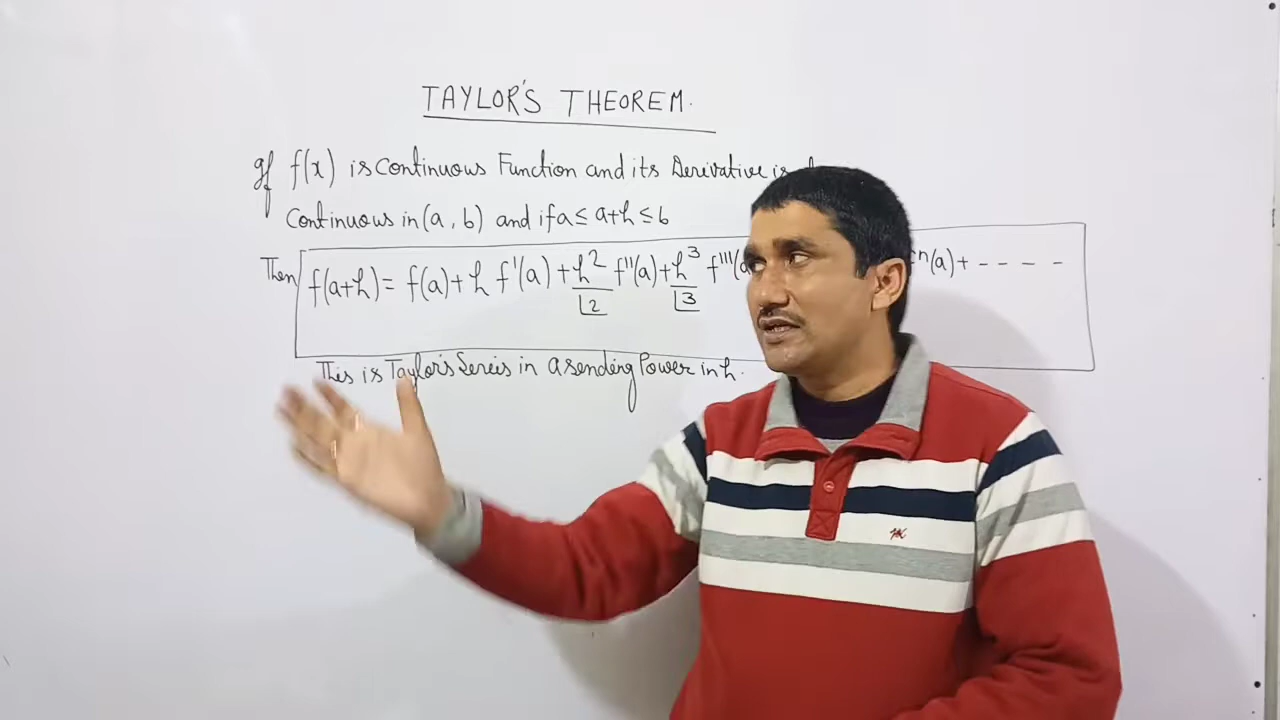 TAYLOR'S THEOREM.
If f(x) is continuous Function and its Derivative is
Continuous in (a, b) and if a ≤ a+h ≤ b
Then f(a+h) = f(a) + h f'(a) + h²/⌊2 f''(a) + h³/⌊3 f'''(a fⁿ(a) + - - - -
This is Taylor's Sereis in Asending Power in h.